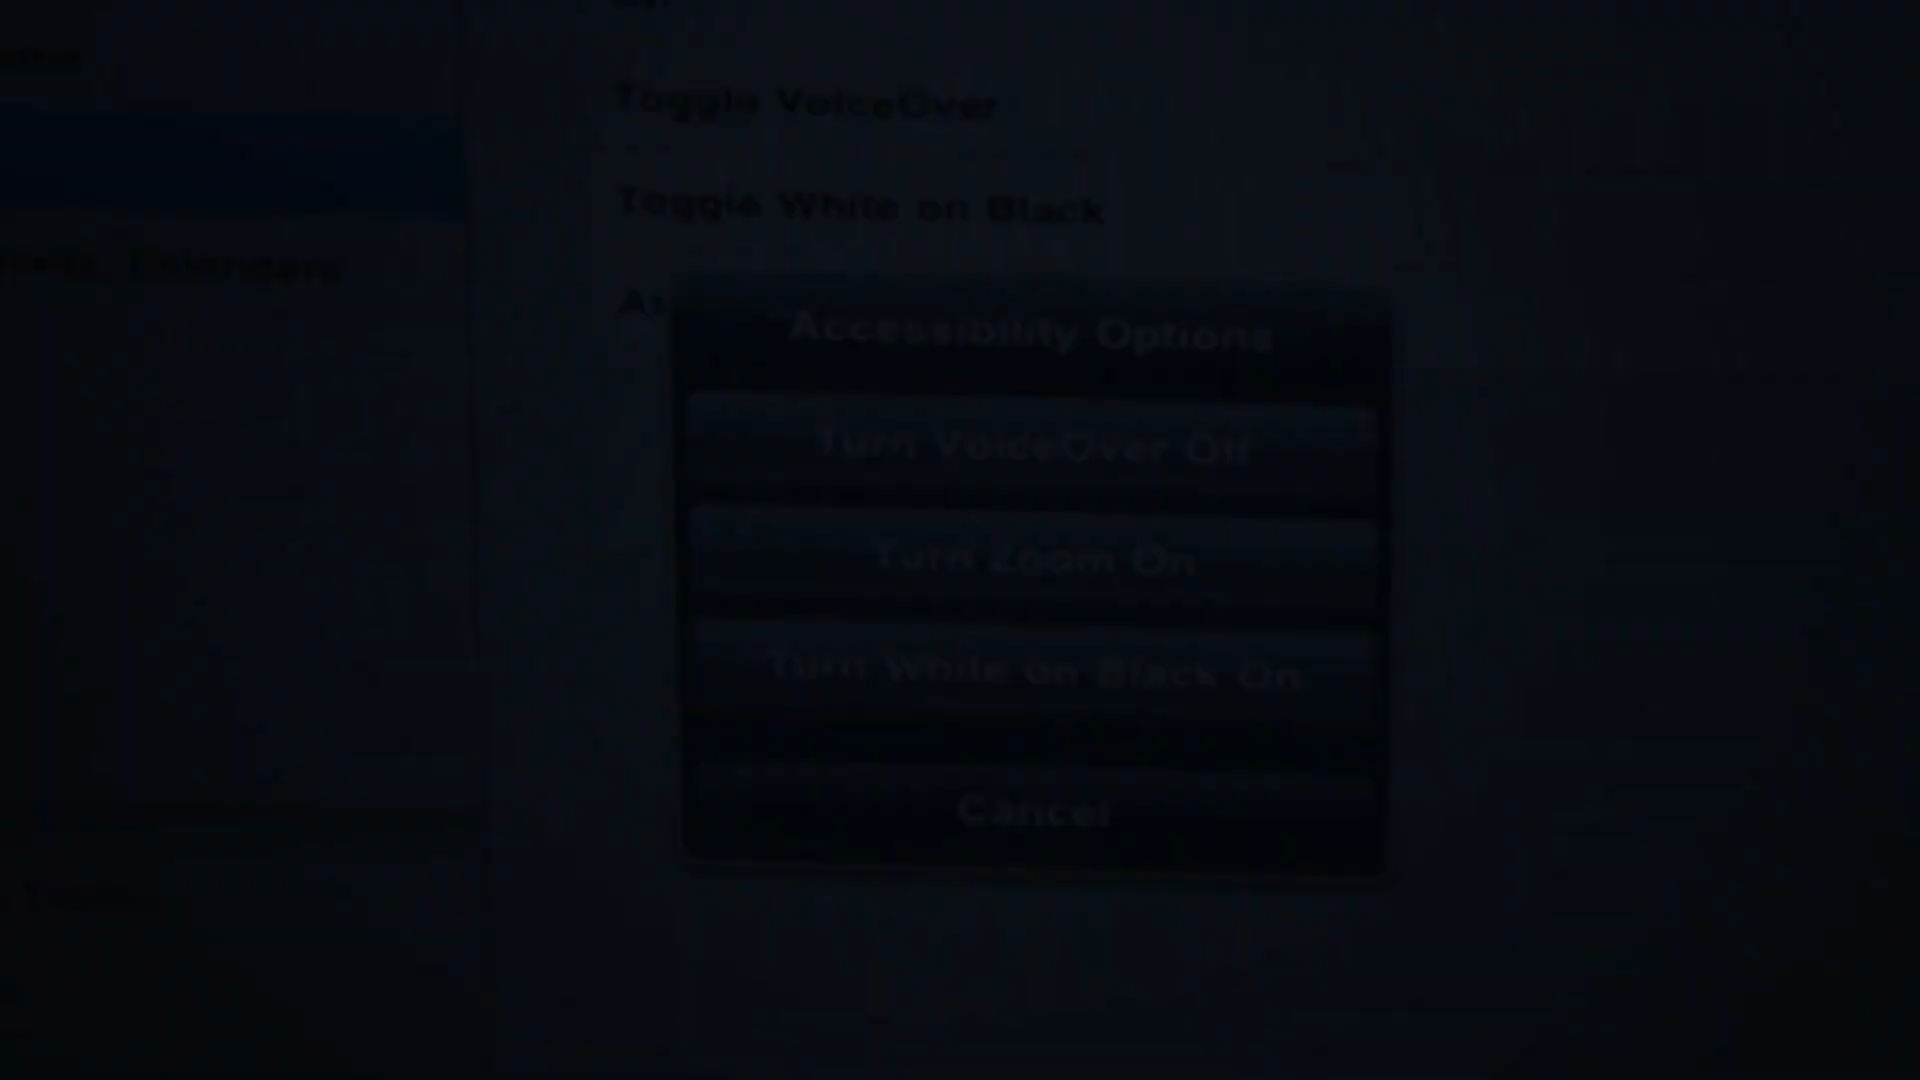 Toggle VoiceOver
Toggle White on Black
Calendars
Accessibility Options
Turn VoiceOver Off
Turn Zoom On
Turn White on Black On
Cancel